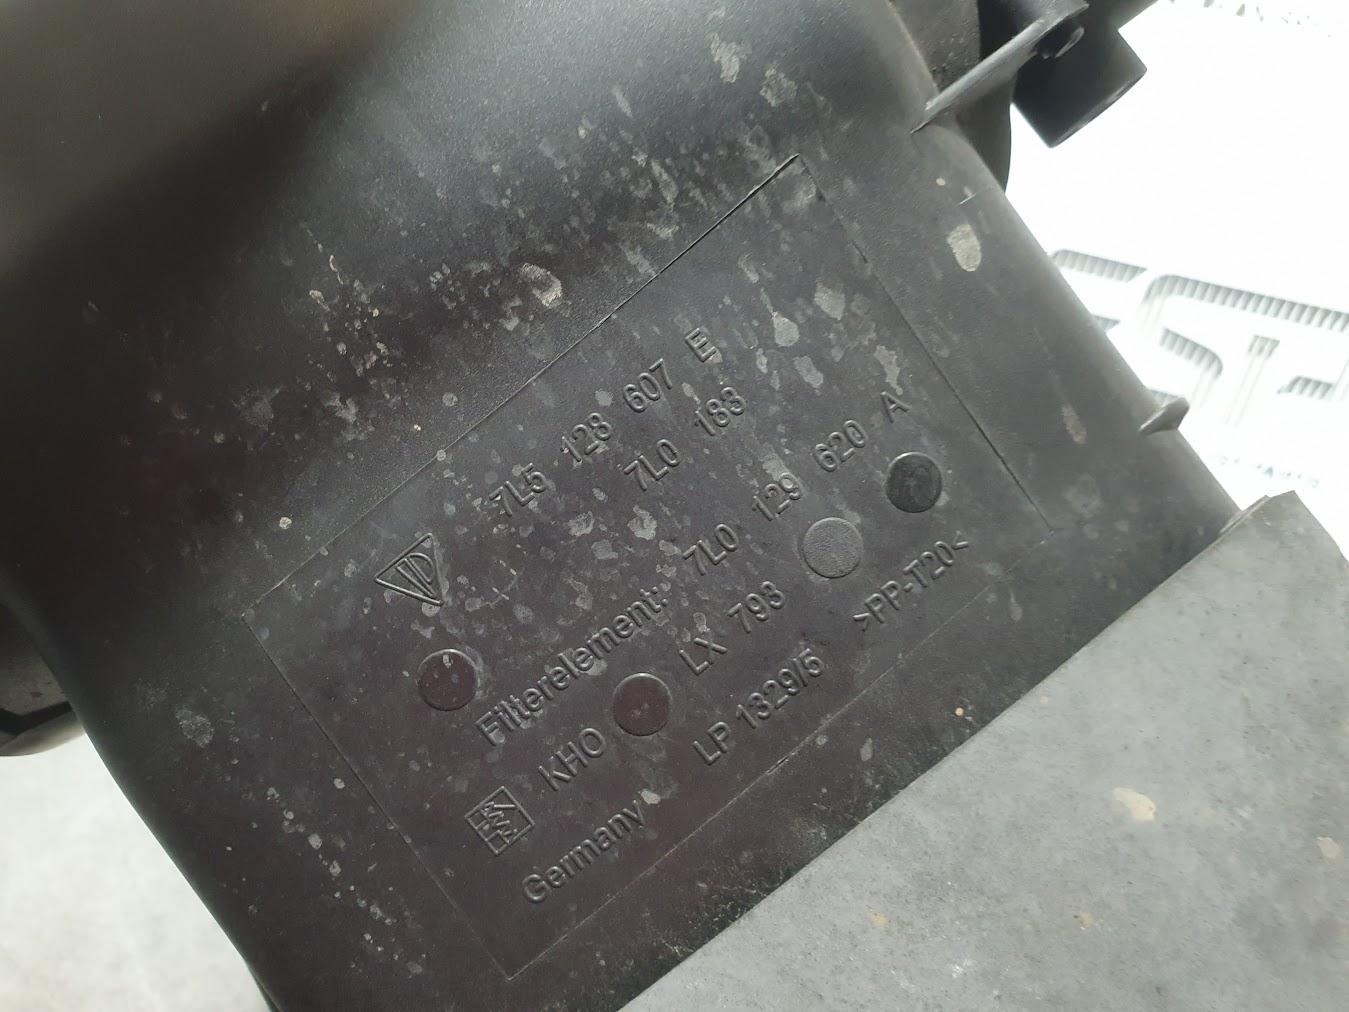 7L5 128 607 E
7L0 183
Filterelement: 7L0 129 620 A
KHO LX 793
Germany LP 1329/5 >PP-T20<